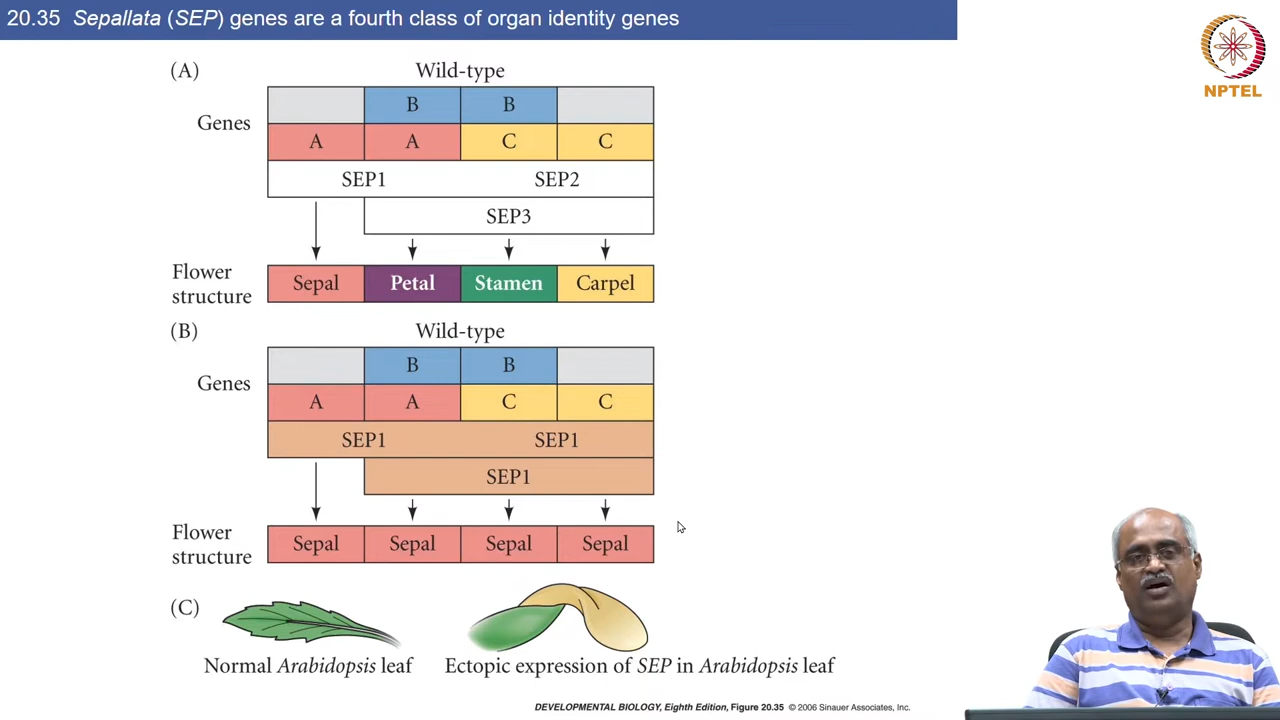 20.35 Sepallata (SEP) genes are a fourth class of organ identity genes
NPTEL
(A)
Wild-type
Genes
B B
A A C C
SEP1 SEP2
SEP3
Flower
structure
Sepal Petal Stamen Carpel
(B)
Wild-type
Genes
B B
A A C C
SEP1 SEP1
SEP1
Flower
structure
Sepal Sepal Sepal Sepal
(C)
Normal Arabidopsis leaf
Ectopic expression of SEP in Arabidopsis leaf
DEVELOPMENTAL BIOLOGY, Eighth Edition, Figure 20.35 © 2006 Sinauer Associates, Inc.